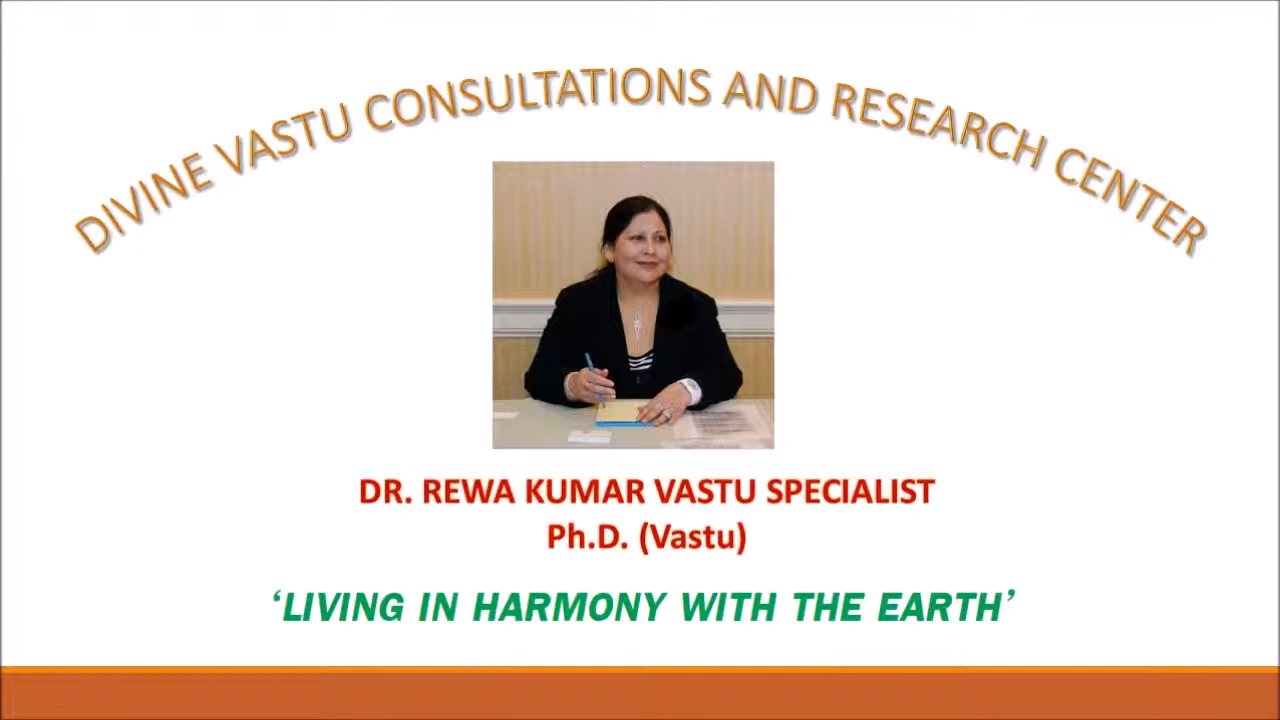 DIVINE VASTU CONSULTATIONS AND RESEARCH CENTER
DR. REWA KUMAR VASTU SPECIALIST
Ph.D. (Vastu)
‘LIVING IN HARMONY WITH THE EARTH’